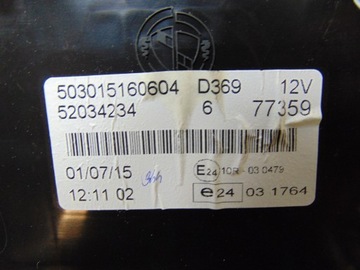 503015160604 D369 12V
52034234 6 77359
01/07/15 E24 10R - 03 0479
12:11 02 e24 03 1764